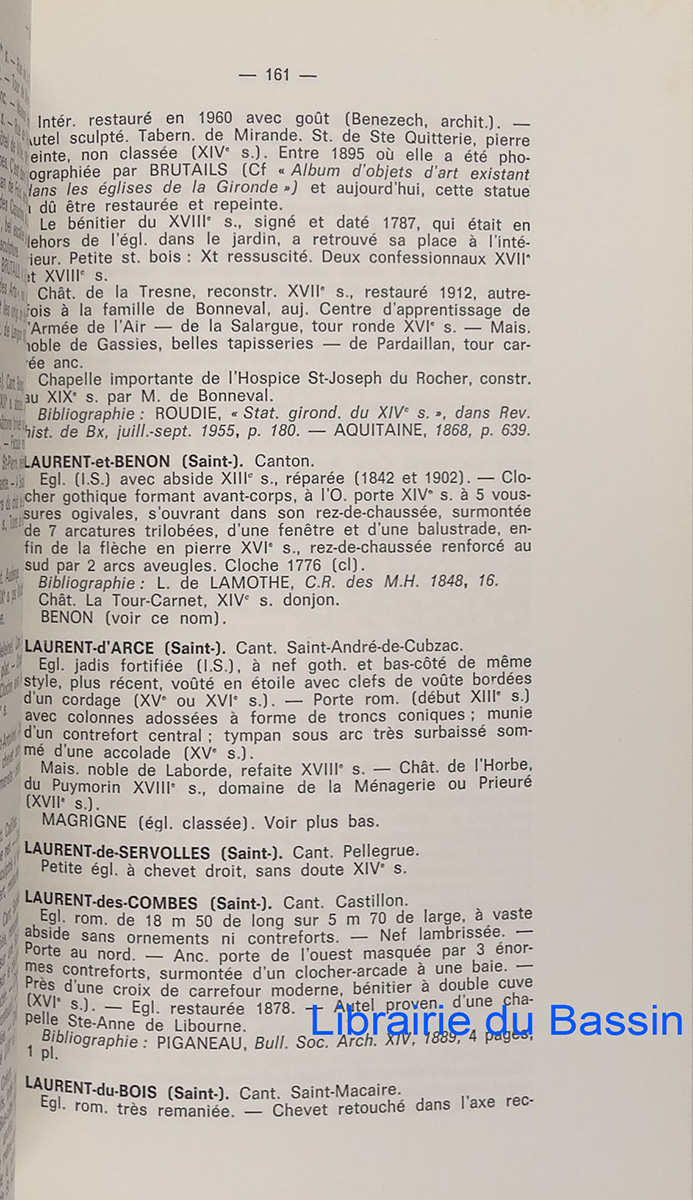 — 161 —
Intér. restauré en 1960 avec goût (Benezech, archit.). —
utel sculpté. Tabern. de Mirande. St. de Ste Quitterie, pierre
einte, non classée (XIVe s.). Entre 1895 où elle a été pho-
ographiée par BRUTAILS (Cf « Album d'objets d'art existant
dans les églises de la Gironde ») et aujourd'hui, cette statue
dû être restaurée et repeinte.
Le bénitier du XVIIIe s., signé et daté 1787, qui était en
dehors de l'égl. dans le jardin, a retrouvé sa place à l'inté-
rieur. Petite st. bois : Xt ressuscité. Deux confessionnaux XVIIe
et XVIIIe s.
Chât. de la Tresne, reconstr. XVIIe s., restauré 1912, autre-
fois à la famille de Bonneval, auj. Centre d'apprentissage de
l'Armée de l'Air — de la Salargue, tour ronde XVIe s. — Mais.
noble de Gassies, belles tapisseries — de Pardaillan, tour car-
rée anc.
Chapelle importante de l'Hospice St-Joseph du Rocher, constr.
au XIXe s. par M. de Bonneval.
Bibliographie : ROUDIE, « Stat. girond. du XIVe s. », dans Rev.
hist. de Bx, juill.-sept. 1955, p. 180. — AQUITAINE, 1868, p. 639.
LAURENT-et-BENON (Saint-). Canton.
Egl. (I.S.) avec abside XIIIe s., réparée (1842 et 1902). — Clo-
cher gothique formant avant-corps, à l'O. porte XIVe s. à 5 vous-
sures ogivales, s'ouvrant dans son rez-de-chaussée, surmontée
de 7 arcatures trilobées, d'une fenêtre et d'une balustrade, en-
fin de la flèche en pierre XVIe s., rez-de-chaussée renforcé au
sud par 2 arcs aveugles. Cloche 1776 (cl).
Bibliographie : L. de LAMOTHE, C.R. des M.H. 1848, 16.
Chât. La Tour-Carnet, XIVe s. donjon.
BENON (voir ce nom).
LAURENT-d'ARCE (Saint-). Cant. Saint-André-de-Cubzac.
Egl. jadis fortifiée (I.S.), à nef goth. et bas-côté de même
style, plus récent, voûté en étoile avec clefs de voûte bordées
d'un cordage (XVe ou XVIe s.). — Porte rom. (début XIIIe s.)
avec colonnes adossées à forme de troncs coniques ; munie
d'un contrefort central ; tympan sous arc très surbaissé som-
mé d'une accolade (XVe s.).
Mais. noble de Laborde, refaite XVIIIe s. — Chât. de l'Horbe,
du Puymorin XVIIIe s., domaine de la Ménagerie ou Prieuré
(XVIIe s.).
MAGRIGNE (égl. classée). Voir plus bas.
LAURENT-de-SERVOLLES (Saint-). Cant. Pellegrue.
Petite égl. à chevet droit, sans doute XIVe s.
LAURENT-des-COMBES (Saint-). Cant. Castillon.
Egl. rom. de 18 m 50 de long sur 5 m 70 de large, à vaste
abside sans ornements ni contreforts. — Nef lambrissée. —
Porte au nord. — Anc. porte de l'ouest masquée par 3 énor-
mes contreforts, surmontée d'un clocher-arcade à une baie. —
Près d'une croix de carrefour moderne, bénitier à double cuve
(XVIe s.). — Egl. restaurée 1878. — Autel proven. d'une cha-
pelle Ste-Anne de Libourne.
Librairie du Bassin
Bibliographie : PIGANEAU, Bull. Soc. Arch. XIV, 1889, 4 pages,
1 pl.
LAURENT-du-BOIS (Saint-). Cant. Saint-Macaire.
Egl. rom. très remaniée. — Chevet retouché dans l'axe rec-